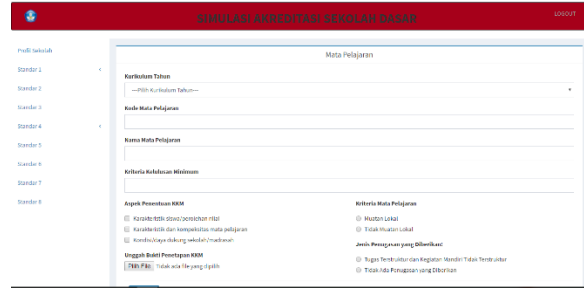 SIMULASI AKREDITASI SEKOLAH DASAR
LOGOUT
Profil Sekolah
Standar 1
Standar 2
Standar 3
Standar 4
Standar 5
Standar 6
Standar 7
Standar 8
Mata Pelajaran
Kurikulum Tahun
---Pilih Kurikulum Tahun---
Kode Mata Pelajaran
Nama Mata Pelajaran
Kriteria Kelulusan Minimum
Aspek Penentuan KKM
Karakteristik siswa/perolehan nilai
Karakteristik dan kompleksitas mata pelajaran
Kondisi/daya dukung sekolah/madrasah
Unggah Bukti Penetapan KKM
Pilih File Tidak ada file yang dipilih
Kriteria Mata Pelajaran
Muatan Lokal
Tidak Muatan Lokal
Jenis Penugasan yang Diberikan:
Tugas Terstruktur dan Kegiatan Mandiri Tidak Terstruktur
Tidak Ada Penugasan yang Diberikan